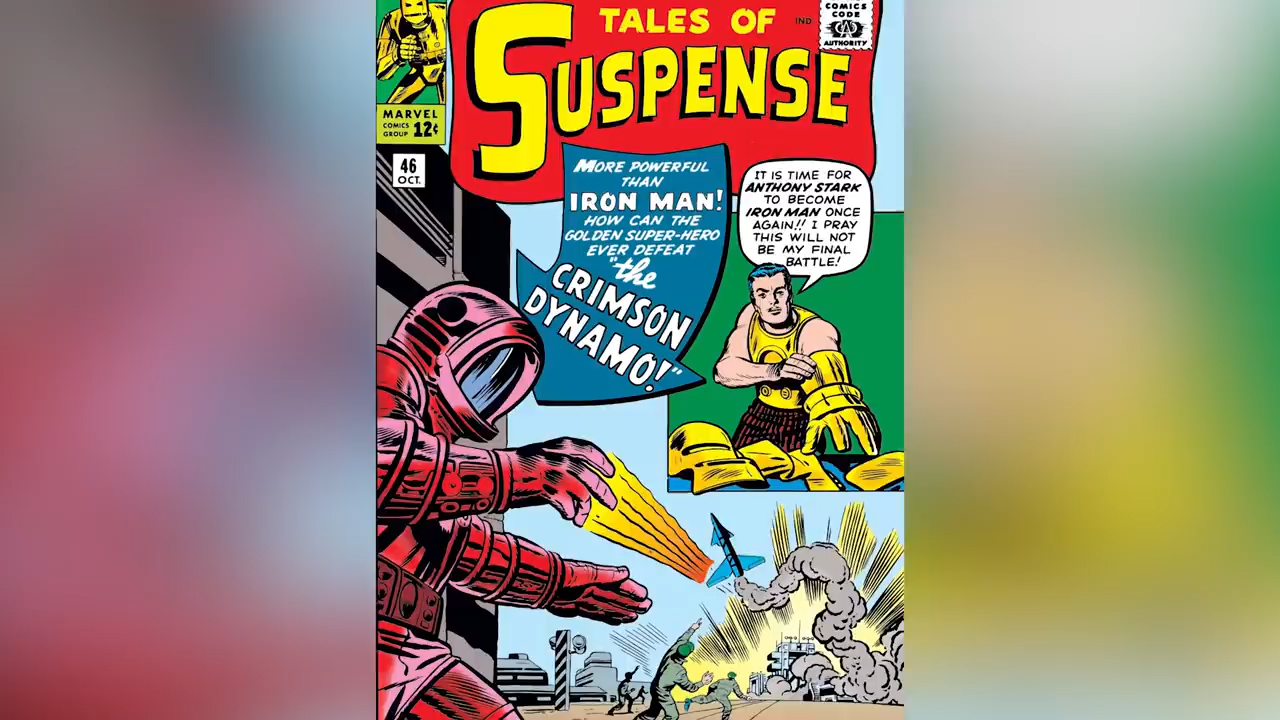 TALES OF
SUSPENSE
IND.
COMICS
CODE
CA
AUTHORITY
MARVEL
COMICS
GROUP 12¢
46
OCT.
MORE POWERFUL
THAN
IRON MAN!
HOW CAN THE
GOLDEN SUPER-HERO
EVER DEFEAT
"the
CRIMSON
DYNAMO!"
IT IS TIME FOR
ANTHONY STARK
TO BECOME
IRON MAN ONCE
AGAIN!! I PRAY
THIS WILL NOT
BE MY FINAL
BATTLE!